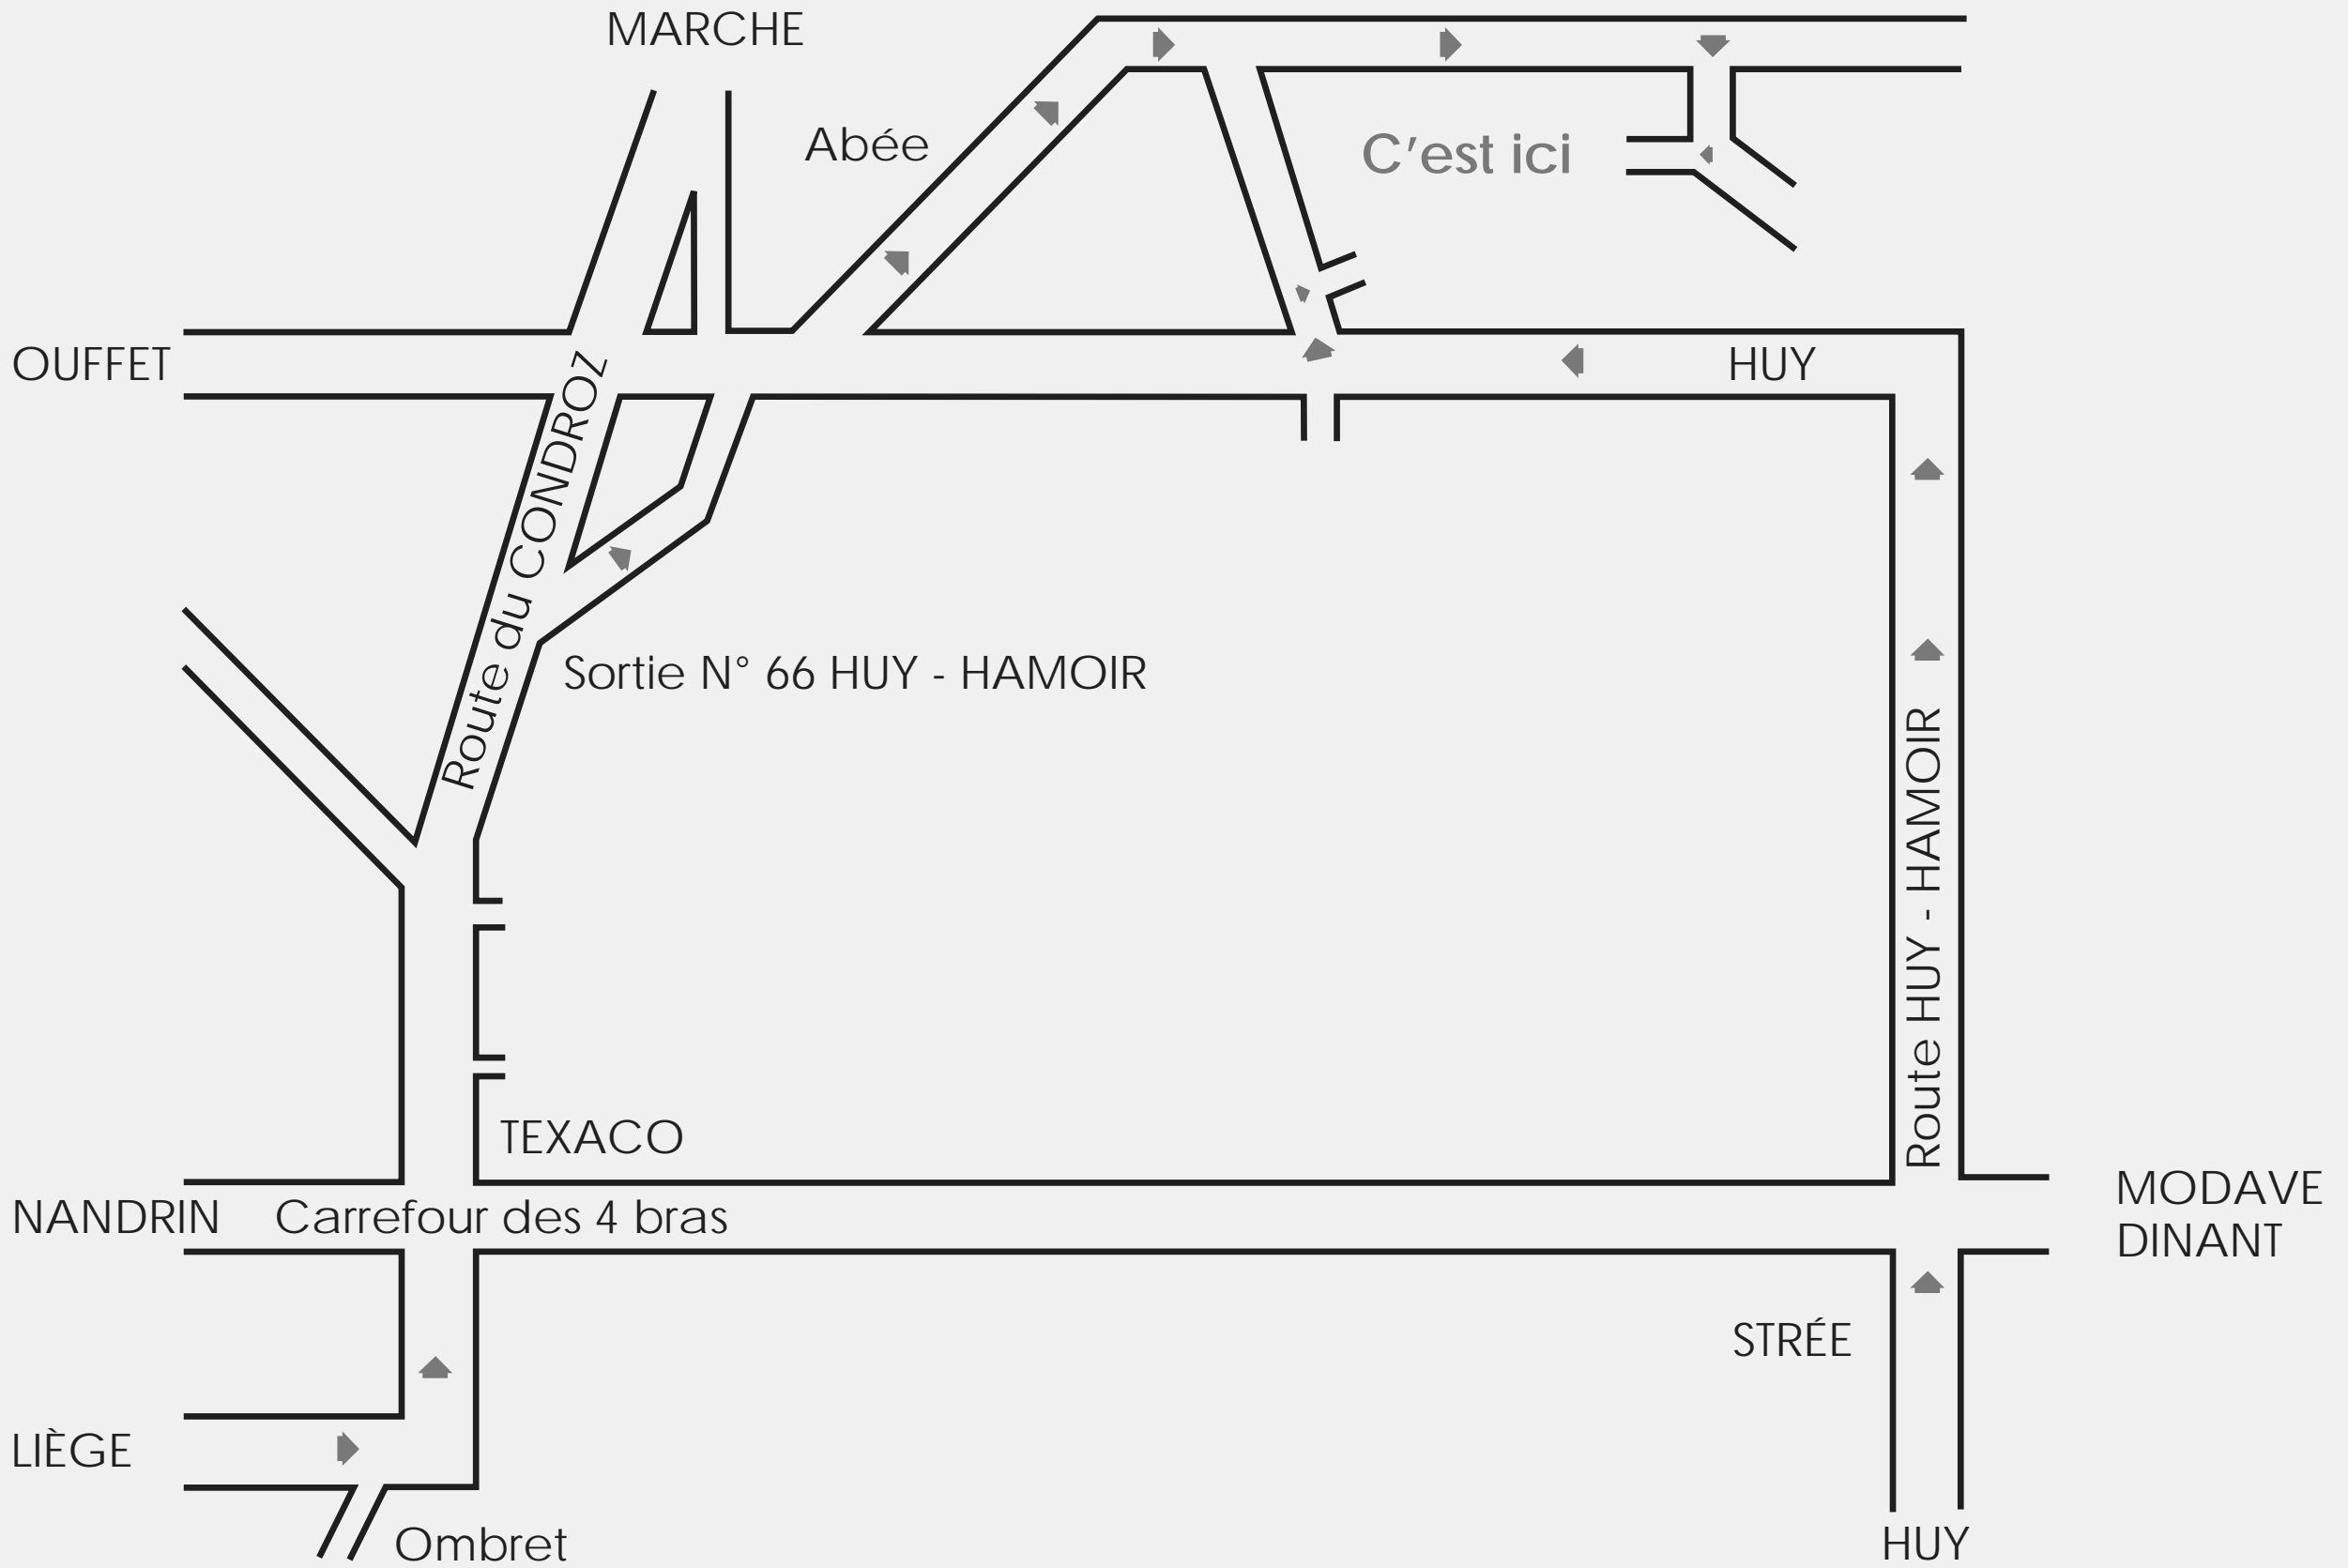 MARCHE
Abée
C'est ici
OUFFET
HUY
Route du CONDROZ
Sortie N° 66 HUY - HAMOIR
Route HUY - HAMOIR
TEXACO
MODAVE
DINANT
NANDRIN
Carrefour des 4 bras
STRÉE
LIÈGE
Ombret
HUY